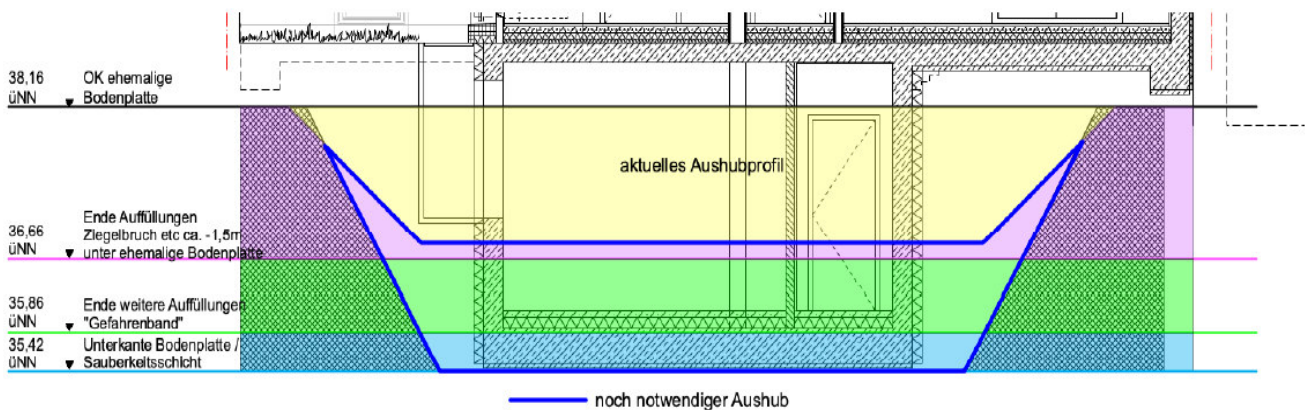 38,16 OK ehemalige
üNN Bodenplatte
aktuelles Aushubprofil
Ende Auffüllungen
36,66 Ziegelbruch etc ca. -1,5m
üNN unter ehemalige Bodenplatte
35,86 Ende weitere Auffüllungen
üNN "Gefahrenband"
35,42 Unterkante Bodenplatte /
üNN Sauberkeitsschicht
noch notwendiger Aushub